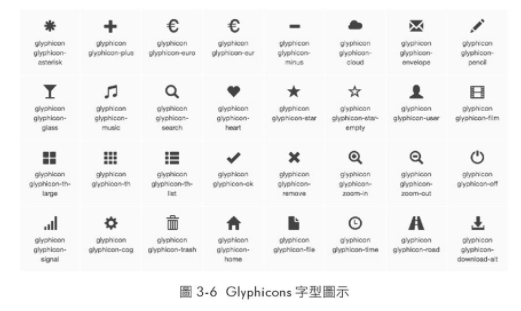 glyphicon glyphicon-asterisk
glyphicon glyphicon-plus
glyphicon glyphicon-euro
glyphicon glyphicon-eur
glyphicon glyphicon-minus
glyphicon glyphicon-cloud
glyphicon glyphicon-envelope
glyphicon glyphicon-pencil
glyphicon glyphicon-glass
glyphicon glyphicon-music
glyphicon glyphicon-search
glyphicon glyphicon-heart
glyphicon glyphicon-star
glyphicon glyphicon-star-empty
glyphicon glyphicon-user
glyphicon glyphicon-film
glyphicon glyphicon-th-large
glyphicon glyphicon-th
glyphicon glyphicon-th-list
glyphicon glyphicon-ok
glyphicon glyphicon-remove
glyphicon glyphicon-zoom-in
glyphicon glyphicon-zoom-out
glyphicon glyphicon-off
glyphicon glyphicon-signal
glyphicon glyphicon-cog
glyphicon glyphicon-trash
glyphicon glyphicon-home
glyphicon glyphicon-file
glyphicon glyphicon-time
glyphicon glyphicon-road
glyphicon glyphicon-download-alt
圖 3-6 Glyphicons 字型圖示